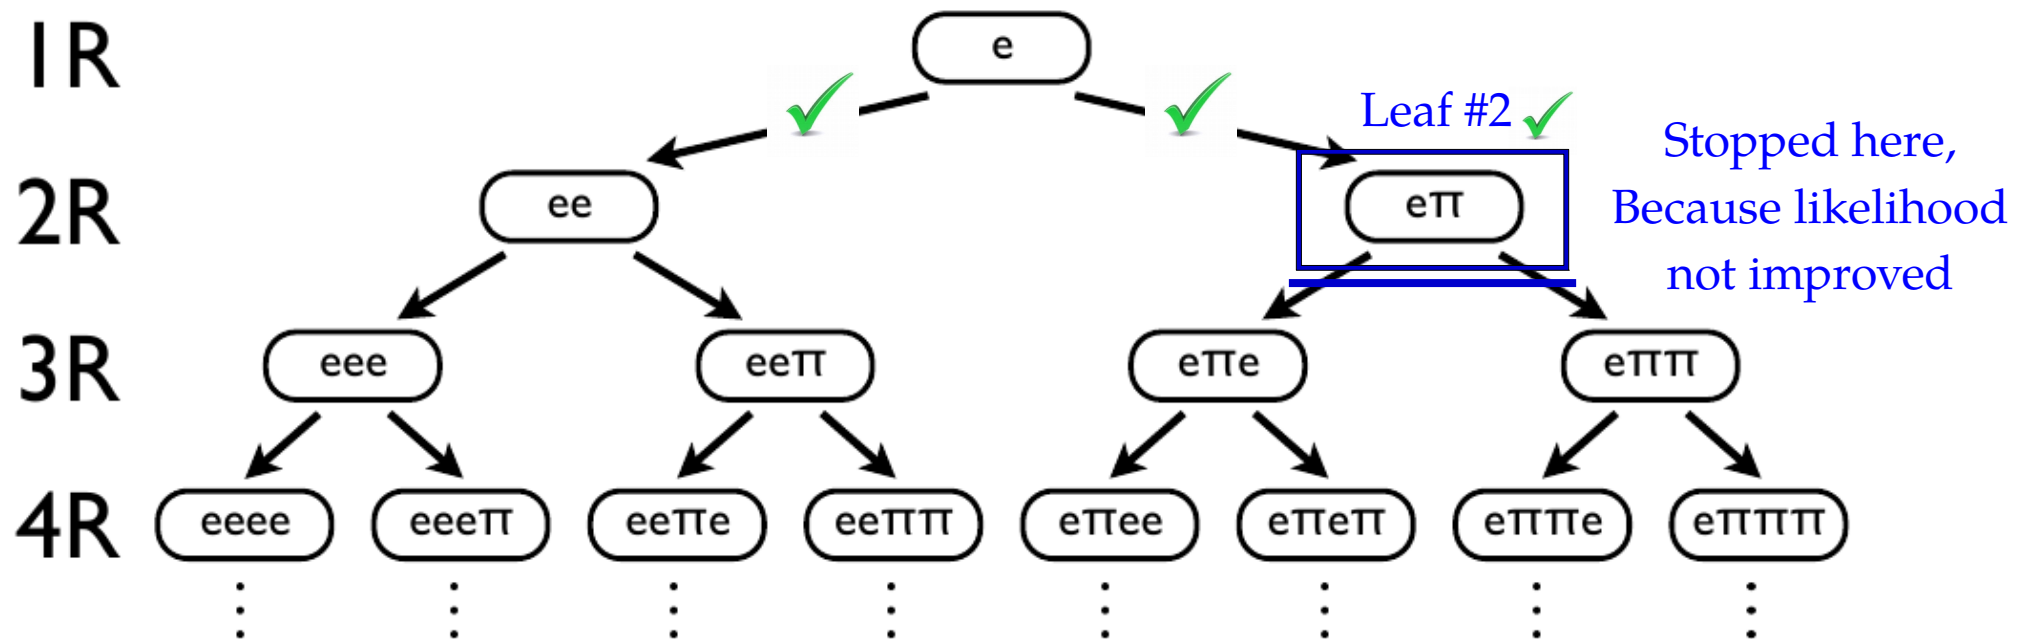 1R e
Leaf #2
Stopped here,
Because likelihood
not improved
2R ee eπ
3R eee eeπ eπe eππ
4R eeee eeeπ eeπe eeππ eπee eπeπ eππe eπππ